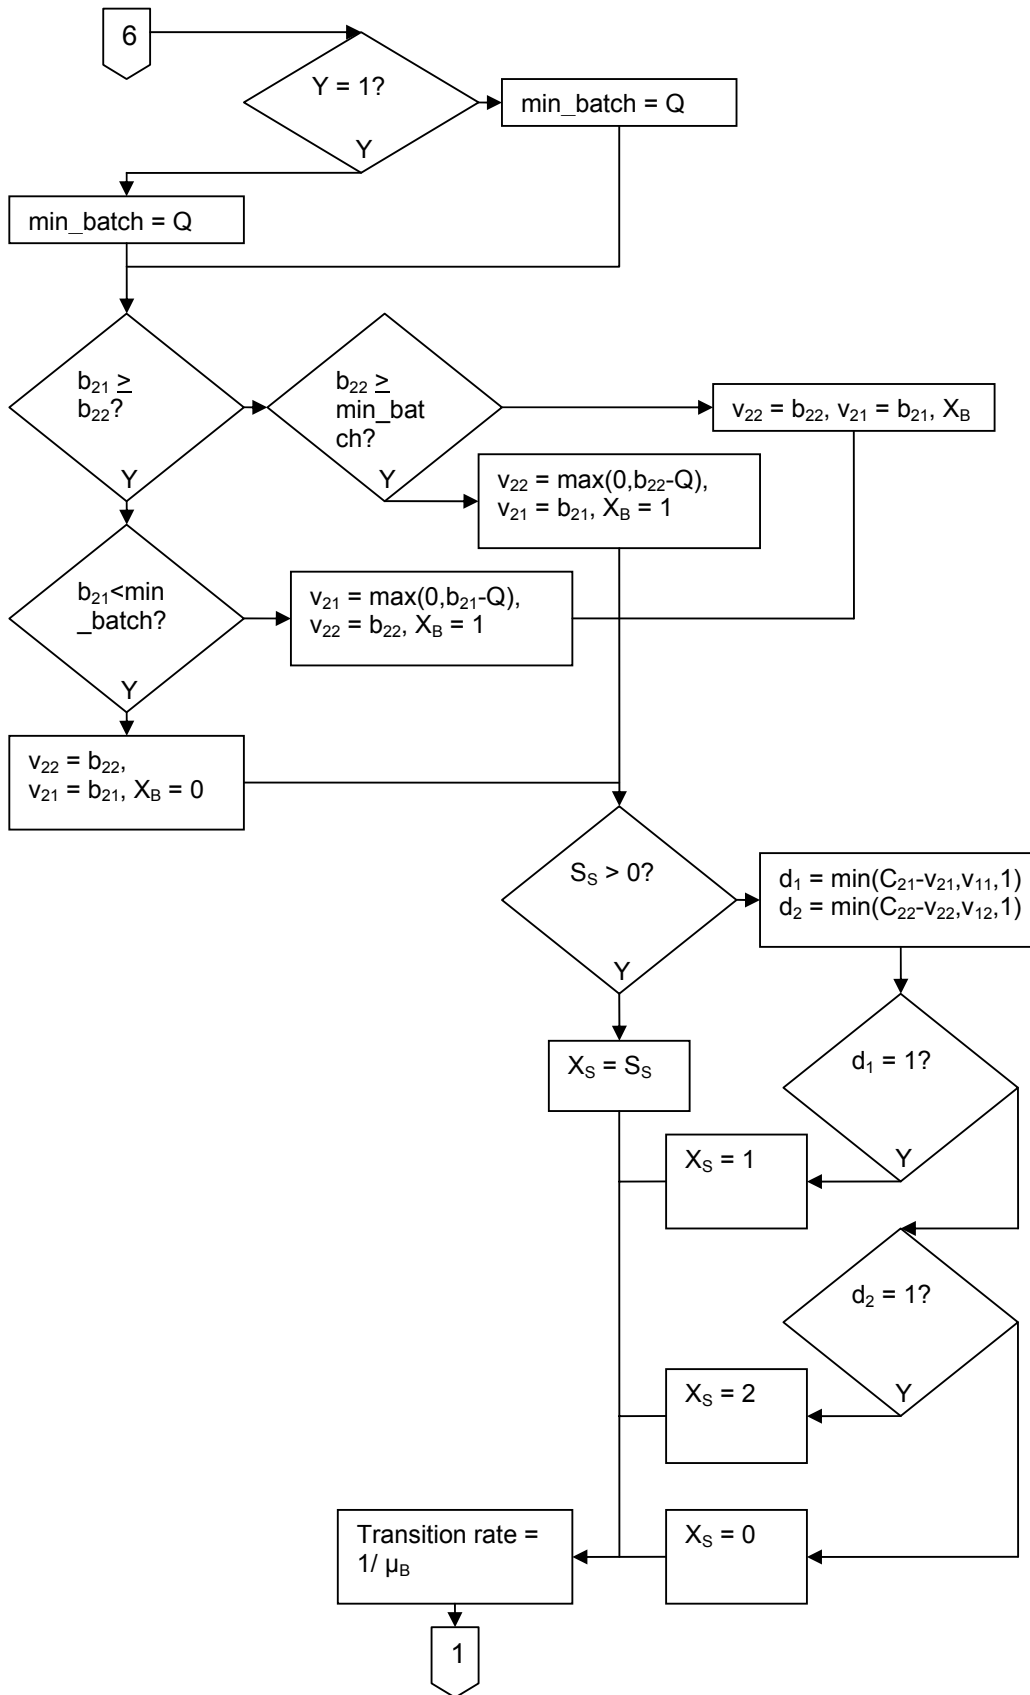 6
Y = 1?
Y
min_batch = Q
min_batch = Q
b21 ≥
b22?
Y
b22 ≥
min_bat
ch?
Y
v22 = b22, v21 = b21, XB
v22 = max(0,b22-Q),
v21 = b21, XB = 1
b21<min
_batch?
Y
v21 = max(0,b21-Q),
v22 = b22, XB = 1
v22 = b22,
v21 = b21, XB = 0
SS > 0?
Y
d1 = min(C21-v21,v11,1)
d2 = min(C22-v22,v12,1)
XS = SS
d1 = 1?
Y
XS = 1
d2 = 1?
Y
XS = 2
XS = 0
Transition rate =
1/ μB
1